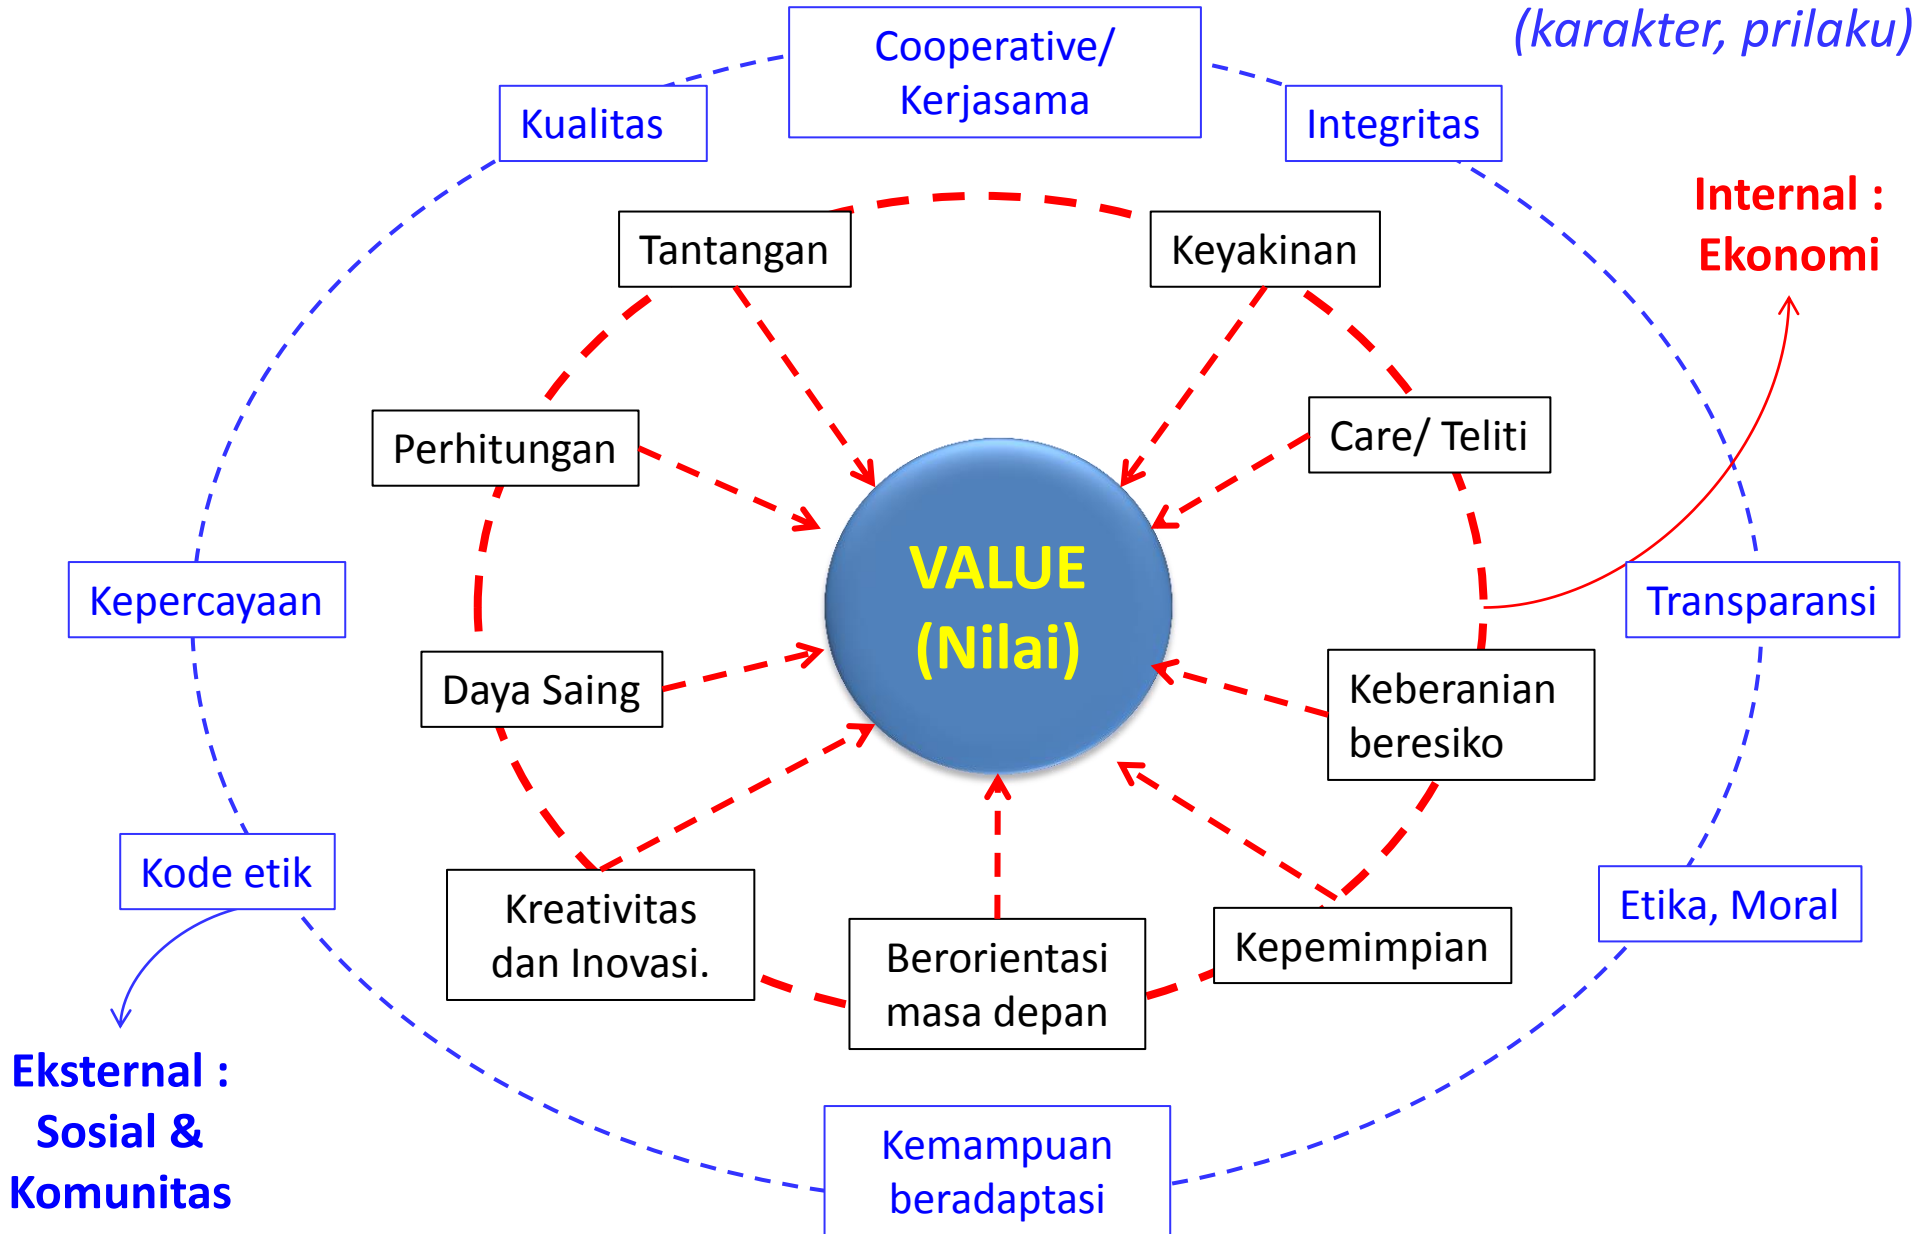 (karakter, prilaku)
Cooperative/
Kerjasama
Kualitas
Integritas
Internal :
Ekonomi
Tantangan
Keyakinan
Perhitungan
Care/ Teliti
VALUE
(Nilai)
Kepercayaan
Transparansi
Daya Saing
Keberanian
beresiko
Kode etik
Etika, Moral
Kreativitas
dan Inovasi.
Berorientasi
masa depan
Kepemimpian
Eksternal :
Sosial &
Komunitas
Kemampuan
beradaptasi